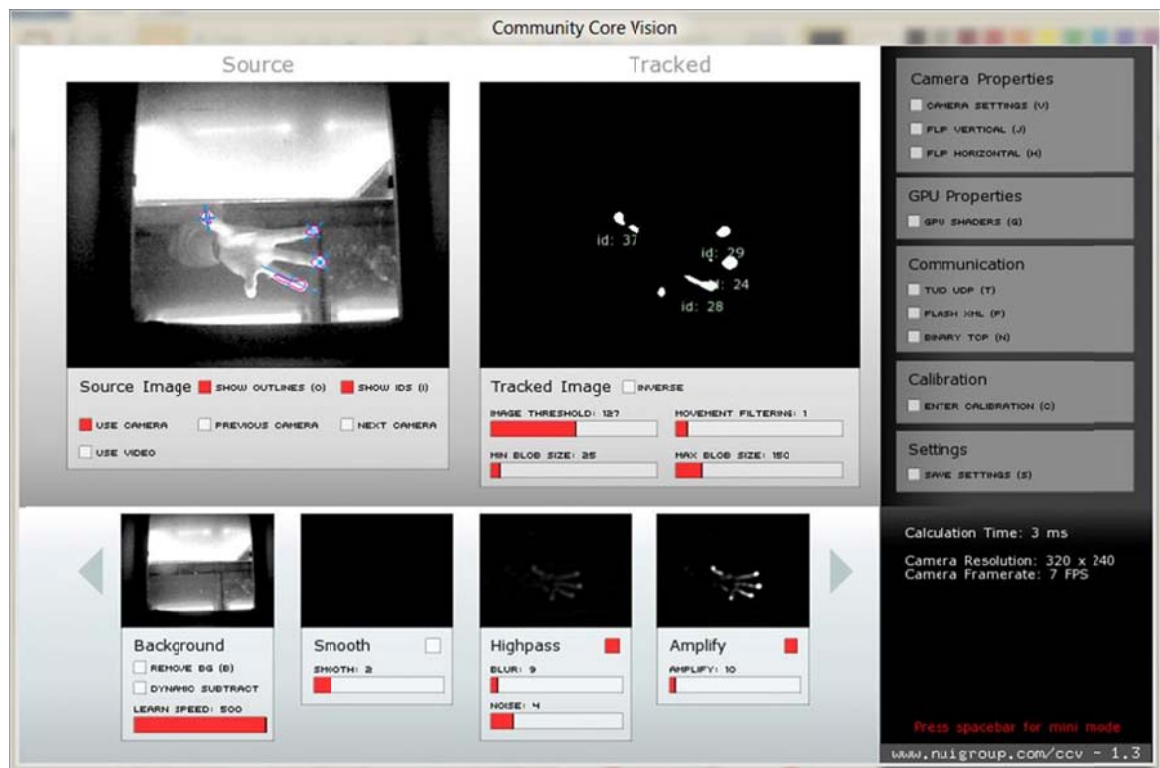 Community Core Vision
Source
Tracked
id: 37
id: 29
id: 24
id: 28
Source Image
SHOW OUTLINES (O)
SHOW IDS (I)
USE CAMERA
PREVIOUS CAMERA
NEXT CAMERA
USE VIDEO
Tracked Image
INVERSE
IMAGE THRESHOLD: 127
MOVEMENT FILTERING: 1
MIN BLOB SIZE: 25
MAX BLOB SIZE: 150
Camera Properties
CAMERA SETTINGS (V)
FLIP VERTICAL (J)
FLIP HORIZONTAL (H)
GPU Properties
GPU SHADERS (G)
Communication
TUIO UDP (T)
FLASH XML (F)
BINARY TCP (N)
Calibration
ENTER CALIBRATION (C)
Settings
SAVE SETTINGS (S)
Background
REMOVE BG (B)
DYNAMIC SUBTRACT
LEARN SPEED: 500
Smooth
SMOOTH: 2
Highpass
BLUR: 9
NOISE: 4
Amplify
AMPLIFY: 10
Calculation Time: 3 ms
Camera Resolution: 320 x 240
Camera Framerate: 7 FPS
Press spacebar for mini mode
www.nuigroup.com/ccv - 1.3